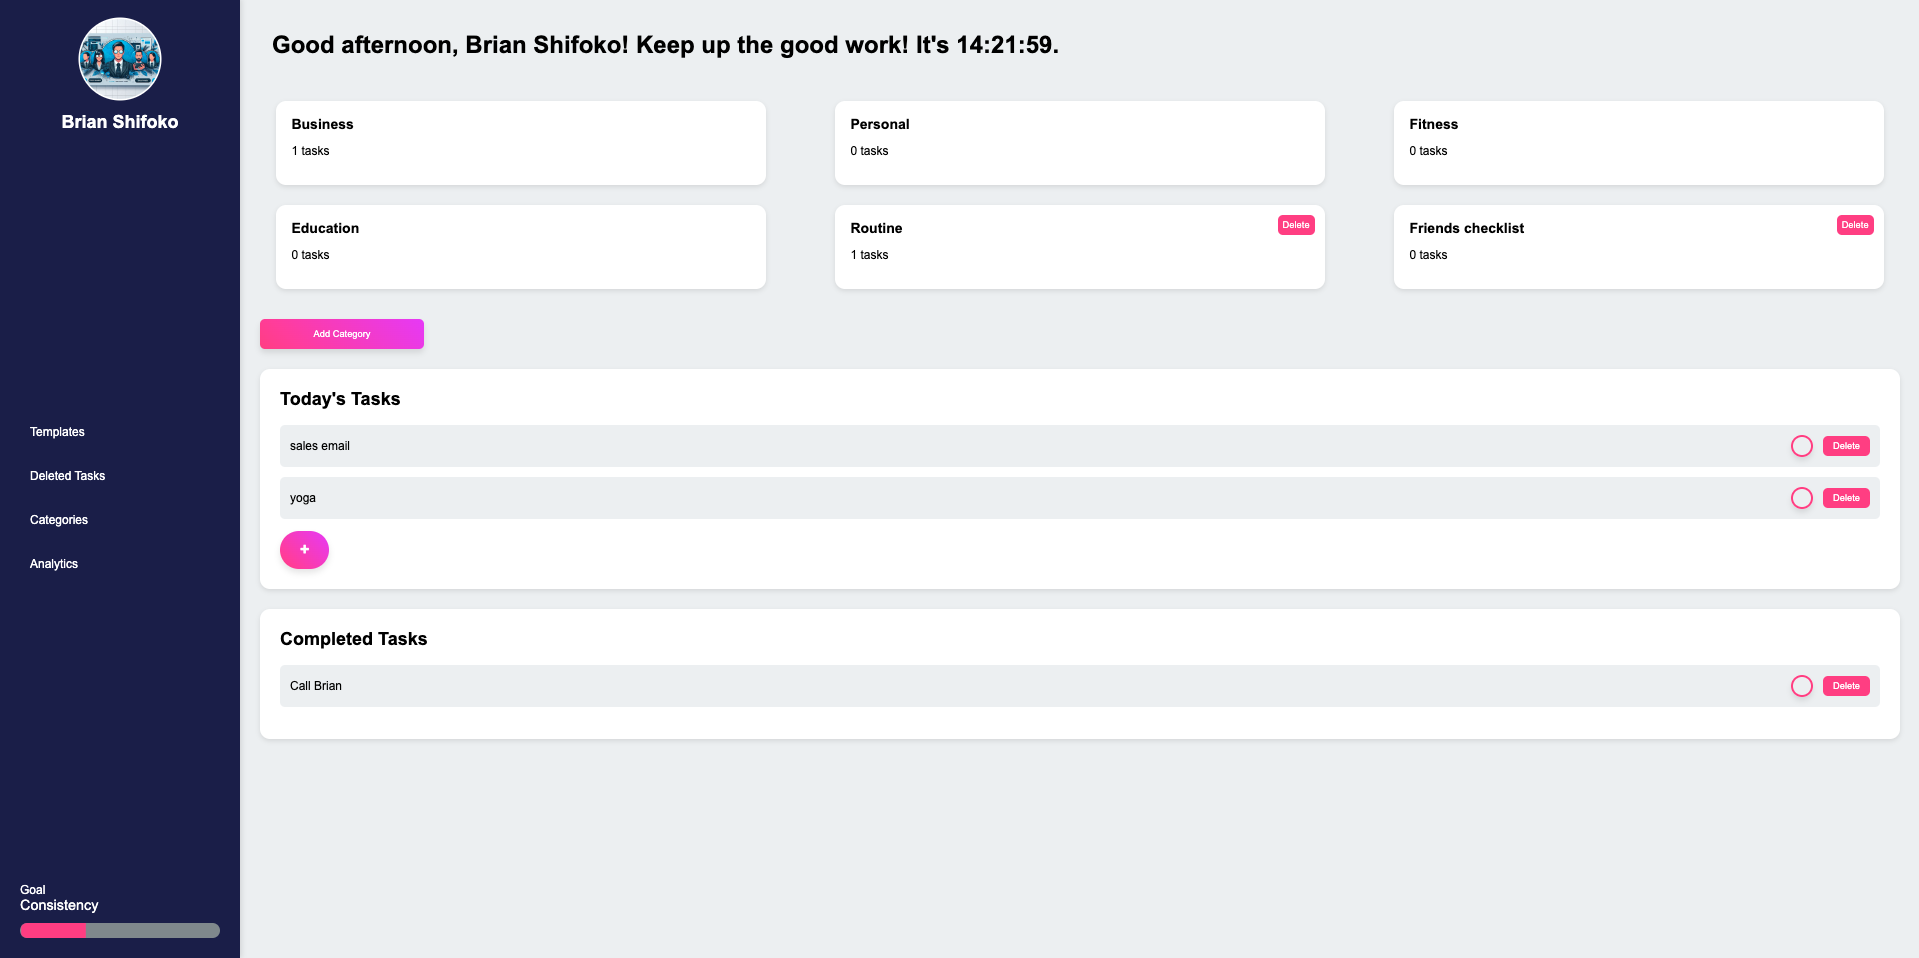 Brian Shifoko
Templates
Deleted Tasks
Categories
Analytics
Goal
Consistency
Good afternoon, Brian Shifoko! Keep up the good work! It's 14:21:59.
Business
1 tasks
Personal
0 tasks
Fitness
0 tasks
Education
0 tasks
Routine
Delete
1 tasks
Friends checklist
Delete
0 tasks
Add Category
Today's Tasks
sales email
Delete
yoga
Delete
+
Completed Tasks
Call Brian
Delete